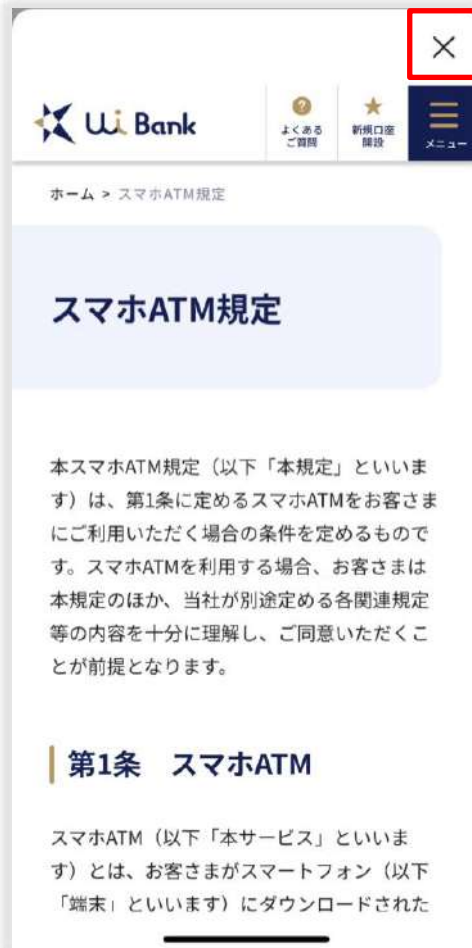 Ui Bank
よくある
ご質問
新規口座
開設
メニュー
ホーム > スマホATM規定
スマホATM規定
本スマホATM規定（以下「本規定」といいま
す）は、第1条に定めるスマホATMをお客さま
にご利用いただく場合の条件を定めるもので
す。スマホATMを利用する場合、お客さまは
本規定のほか、当社が別途定める各関連規定
等の内容を十分に理解し、ご同意いただくこ
とが前提となります。
第1条　スマホATM
スマホATM（以下「本サービス」といいま
す）とは、お客さまがスマートフォン（以下
「端末」といいます）にダウンロードされた